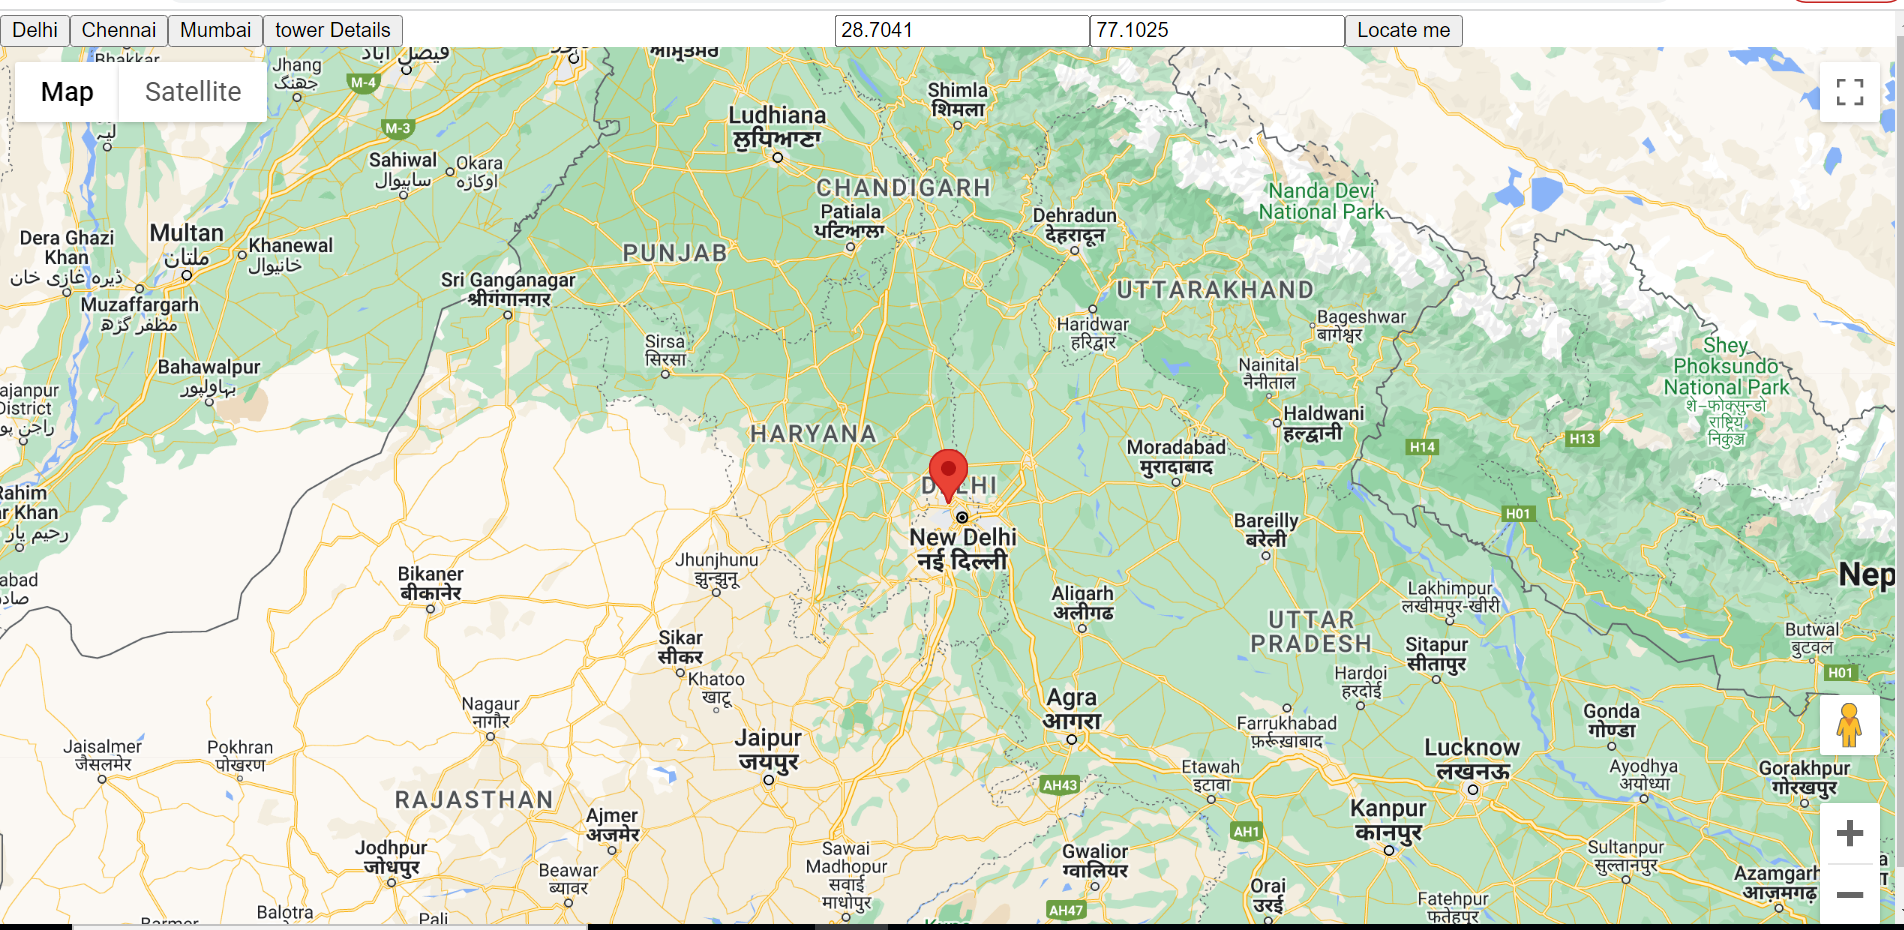 Delhi
Chennai
Mumbai
tower Details
28.7041
77.1025
Locate me
Map
Satellite
Jhang
جھنگ
M-4
M-3
Shimla
शिमला
Ludhiana
ਲੁਧਿਆਣਾ
Sahiwal
ساہیوال
Okara
اوکاڑہ
CHANDIGARH
Patiala
ਪਟਿਆਲਾ
Dehradun
देहरादून
Nanda Devi
National Park
Dera Ghazi
Khan
ڈیرہ غازی خان
Multan
ملتان
Khanewal
خانیوال
PUNJAB
Sri Ganganagar
श्रीगंगानगर
Muzaffargarh
مظفر گڑھ
UTTARAKHAND
Haridwar
हरिद्वार
Bageshwar
बागेश्वर
Sirsa
सिरसा
Bahawalpur
بہاولپور
Nainital
नैनीताल
Shey
Phoksundo
National Park
शे-फोक्सुन्डो
राष्ट्रिय
निकुञ्ज
Haldwani
हल्द्वानी
HARYANA
Moradabad
मुरादाबाद
H14
H13
H01
New Delhi
नई दिल्ली
Bareilly
बरेली
Jhunjhunu
झुन्झुनू
Bikaner
बीकानेर
Aligarh
अलीगढ
Lakhimpur
लखीमपुर-खीरी
Nep
UTTAR
PRADESH
Sitapur
सीतापुर
Butwal
बुटवल
H01
Sikar
सीकर
Khatoo
खाटू
Hardoi
हरदोई
Agra
आगरा
Nagaur
नागौर
Farrukhabad
फ़र्रूख़ाबाद
Gonda
गोण्डा
Jaisalmer
जैसलमेर
Pokhran
पोखरण
Jaipur
जयपुर
Lucknow
लखनऊ
Etawah
इटावा
Ayodhya
अयोध्या
Gorakhpur
गोरखपुर
AH43
RAJASTHAN
Ajmer
अजमेर
Kanpur
कानपुर
AH1
Jodhpur
जोधपुर
Beawar
ब्यावर
Sawai
Madhopur
सवाई
माधोपुर
Gwalior
ग्वालियर
Sultanpur
सुल्तानपुर
Orai
उरई
Azamgarh
आज़मगढ़
Fatehpur
Balotra
Pali
AH47